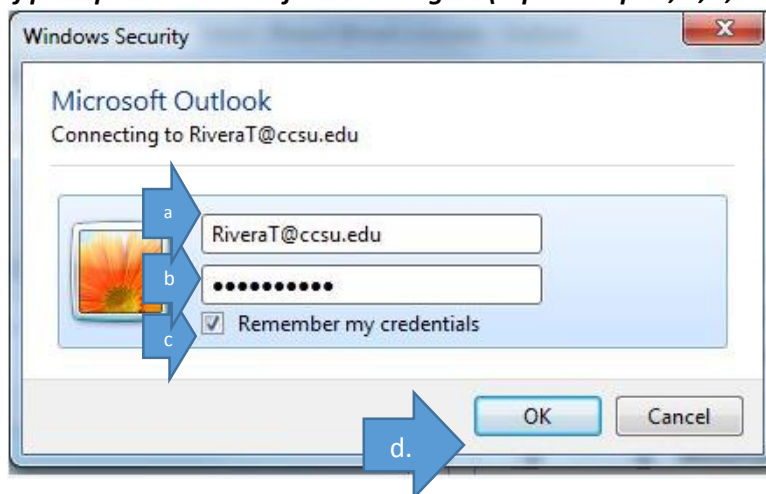 Windows Security
Microsoft Outlook
Connecting to RiveraT@ccsu.edu
a
RiveraT@ccsu.edu
b
●●●●●●●●●●
c
Remember my credentials
OK
Cancel
d.